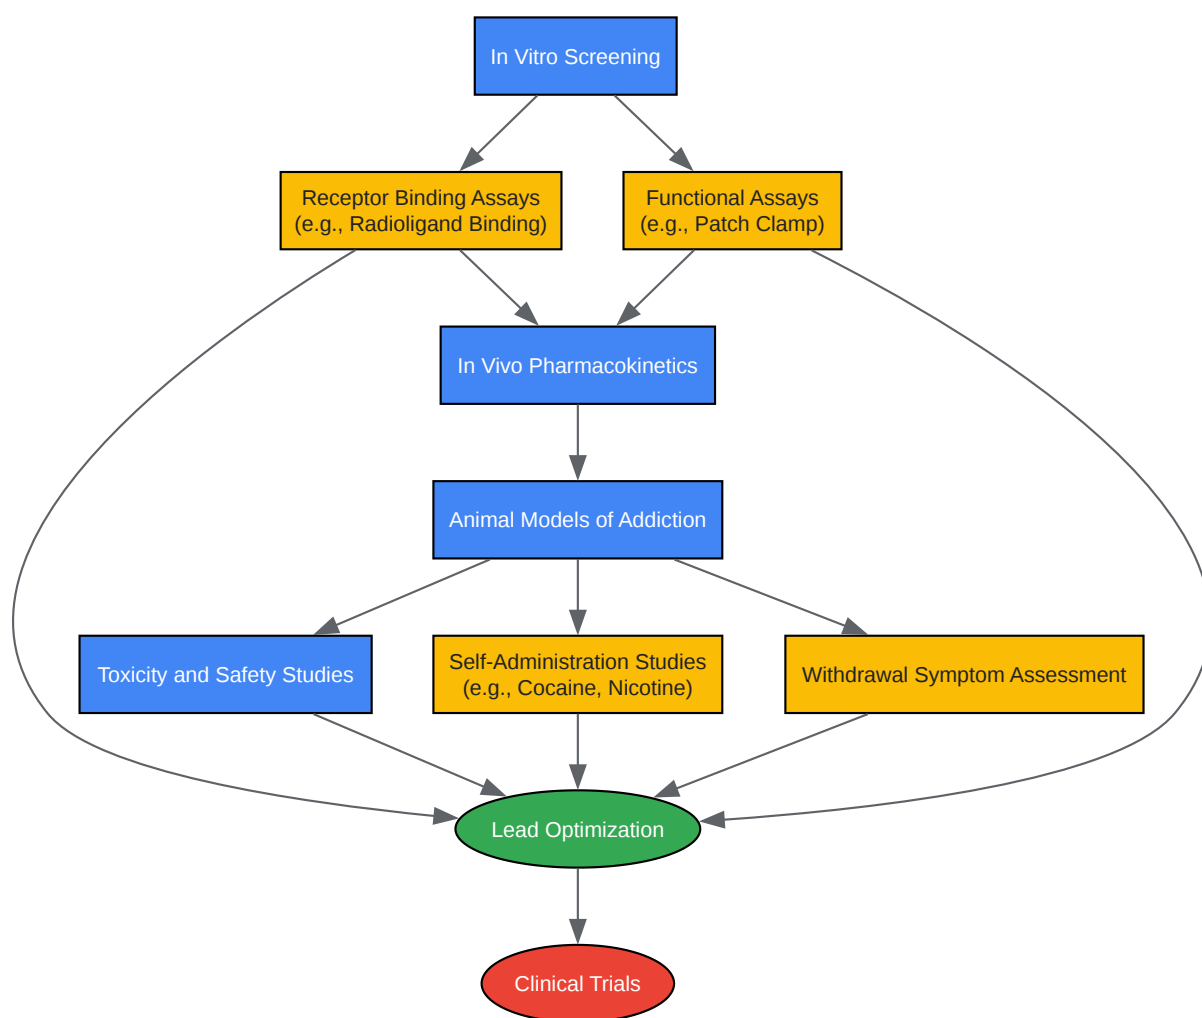 In Vitro Screening
Receptor Binding Assays
(e.g., Radioligand Binding)
Functional Assays
(e.g., Patch Clamp)
In Vivo Pharmacokinetics
Animal Models of Addiction
Toxicity and Safety Studies
Self-Administration Studies
(e.g., Cocaine, Nicotine)
Withdrawal Symptom Assessment
Lead Optimization
Clinical Trials